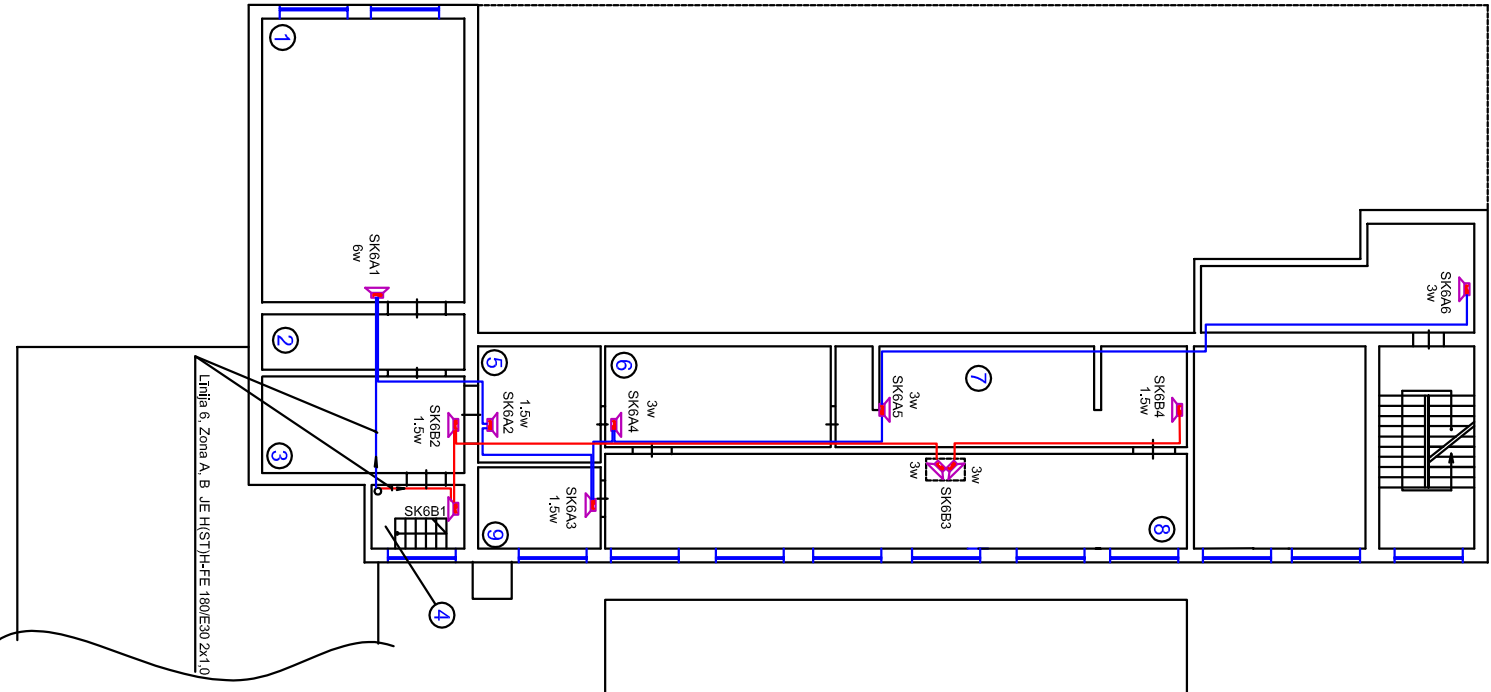 1
SK6A1
6w
2
3
Līnija 6, Zona A, B JE H(ST)H-FE 180/E30 2x1,0
SK6B2
1.5w
SK6B1
4
5
1.5w
SK6A2
9
SK6A3
1.5w
6
3w
SK6A4
7
3w
SK6A5
3w
3w
SK6B3
SK6B4
1.5w
8
SK6A6
3w